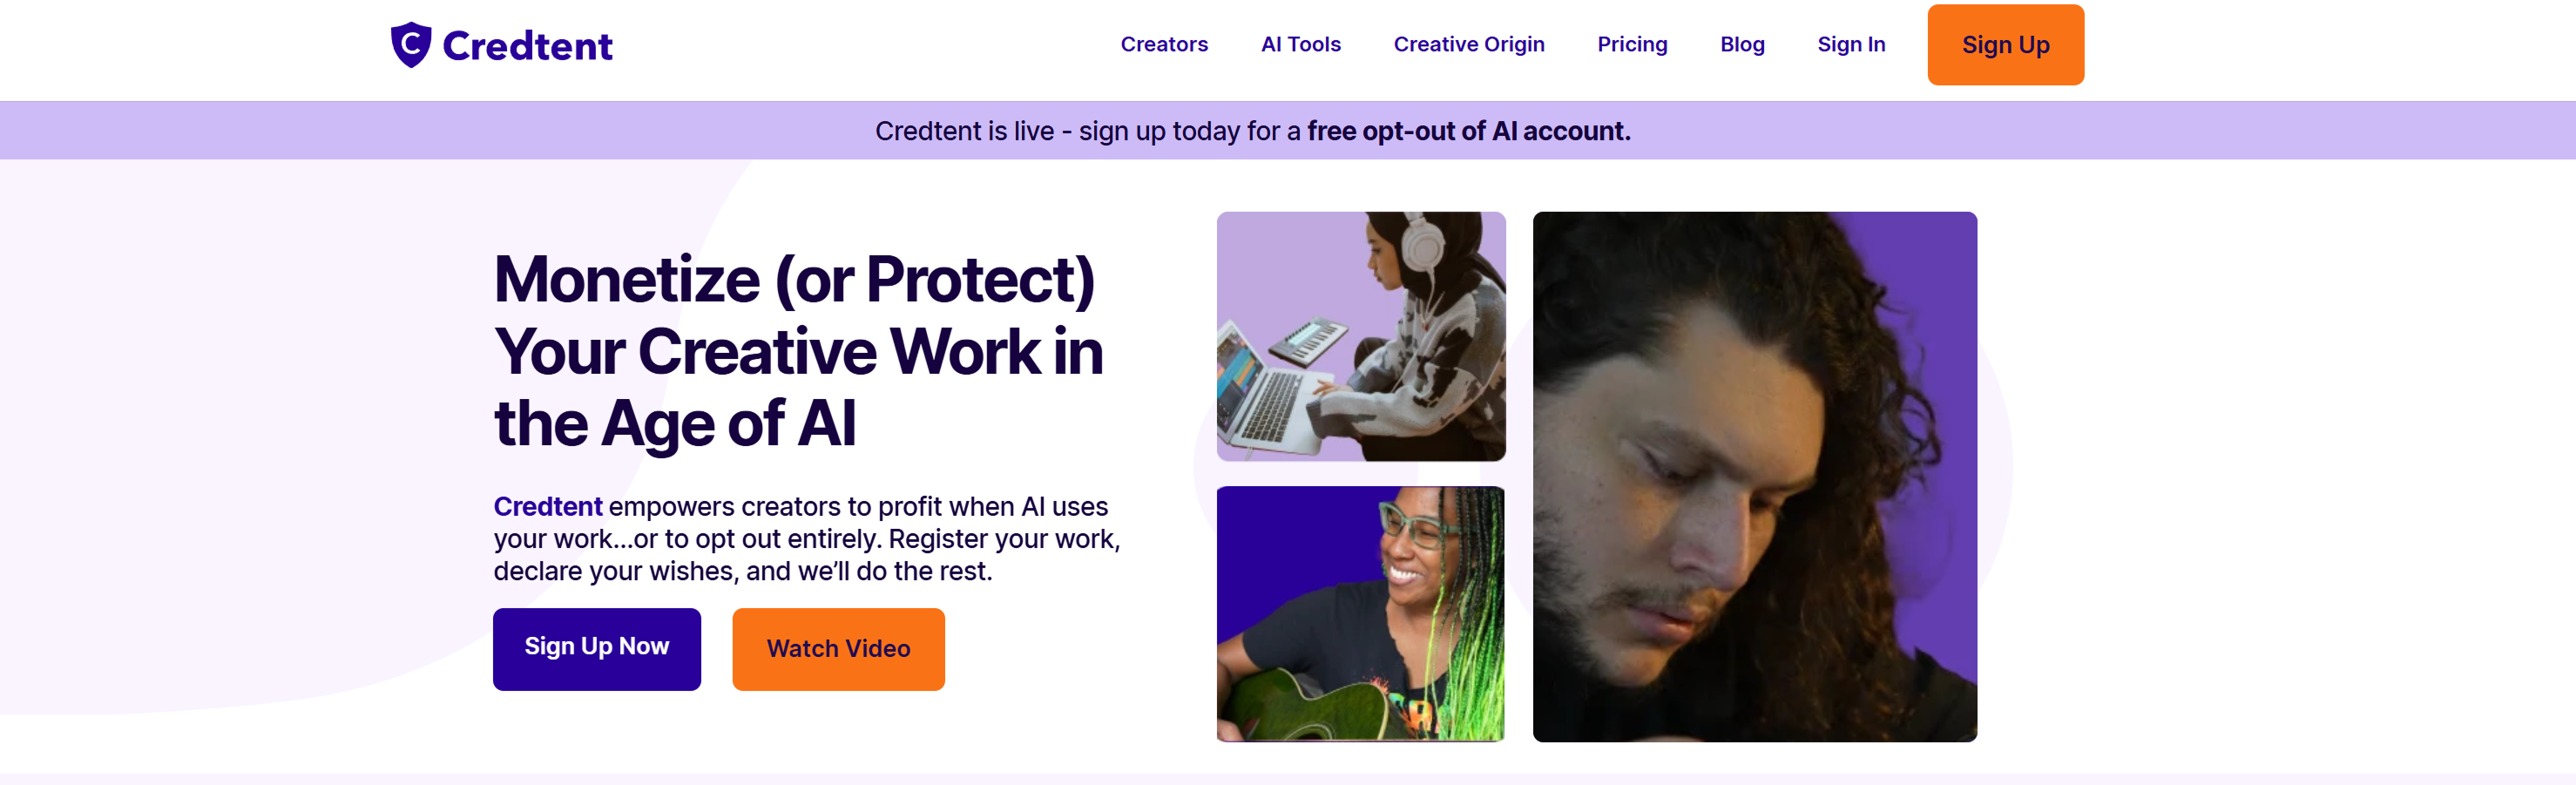 Credtent
Creators
AI Tools
Creative Origin
Pricing
Blog
Sign In
Sign Up
Credtent is live - sign up today for a free opt-out of AI account.
Monetize (or Protect)
Your Creative Work in
the Age of AI
Credtent empowers creators to profit when AI uses
your work...or to opt out entirely. Register your work,
declare your wishes, and we’ll do the rest.
Sign Up Now
Watch Video